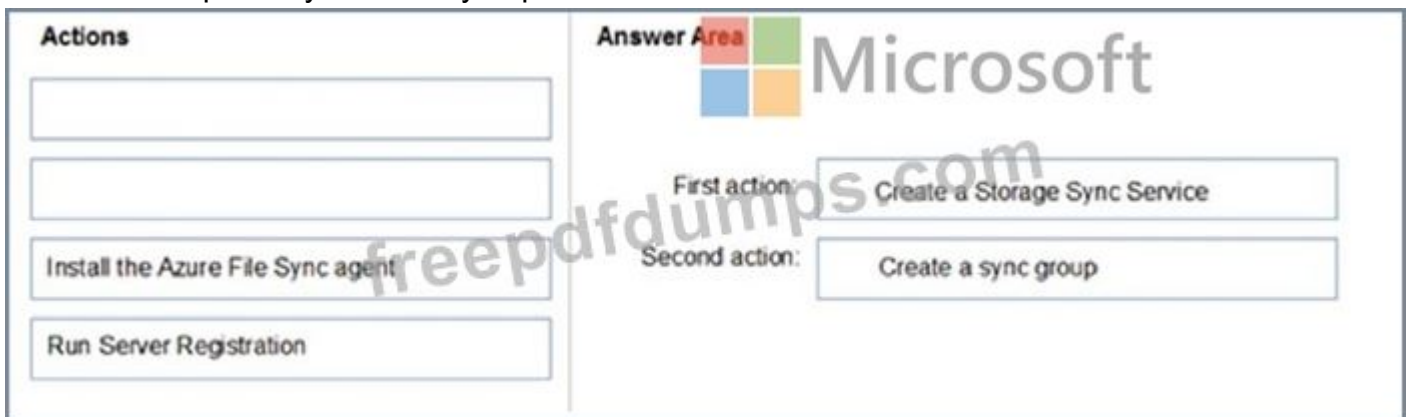 Actions
Answer Area
Microsoft
First action: Create a Storage Sync Service
Second action: Create a sync group
Install the Azure File Sync agent
Run Server Registration
freepdfdumps.com